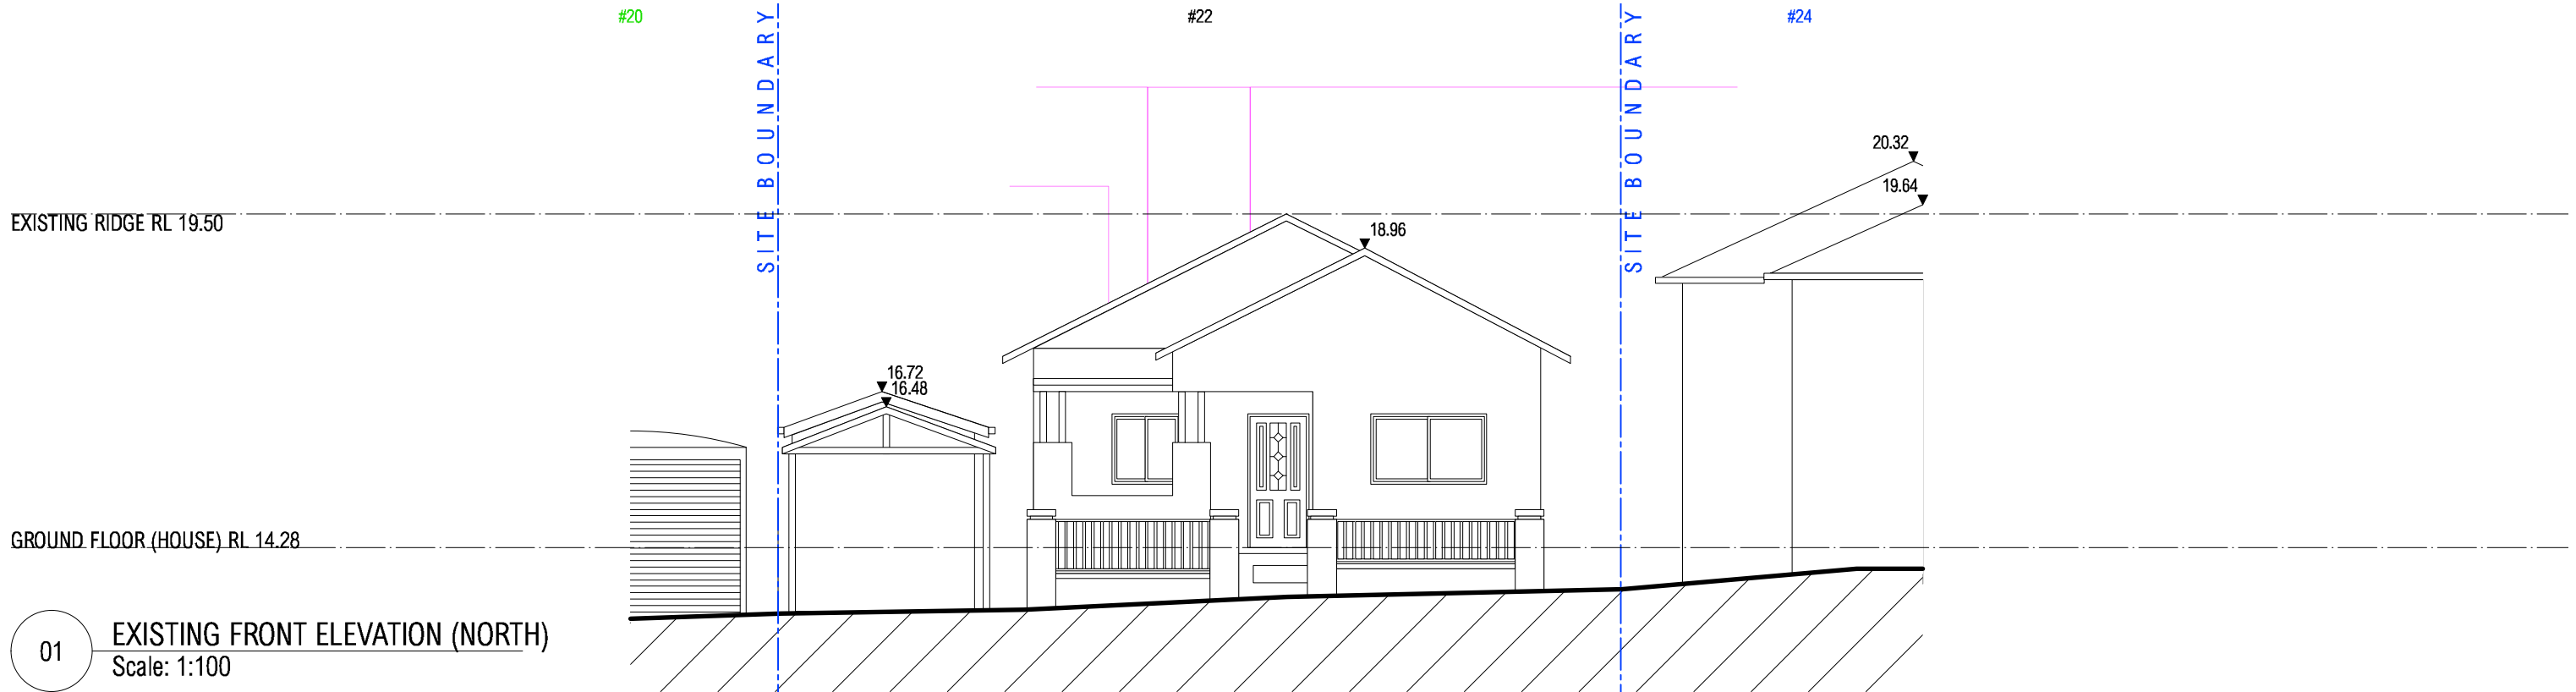 #20
#22
#24
SITE BOUNDARY
SITE BOUNDARY
20.32
19.64
EXISTING RIDGE RL 19.50
18.96
16.72
16.48
GROUND FLOOR (HOUSE) RL 14.28
01
EXISTING FRONT ELEVATION (NORTH)
Scale: 1:100